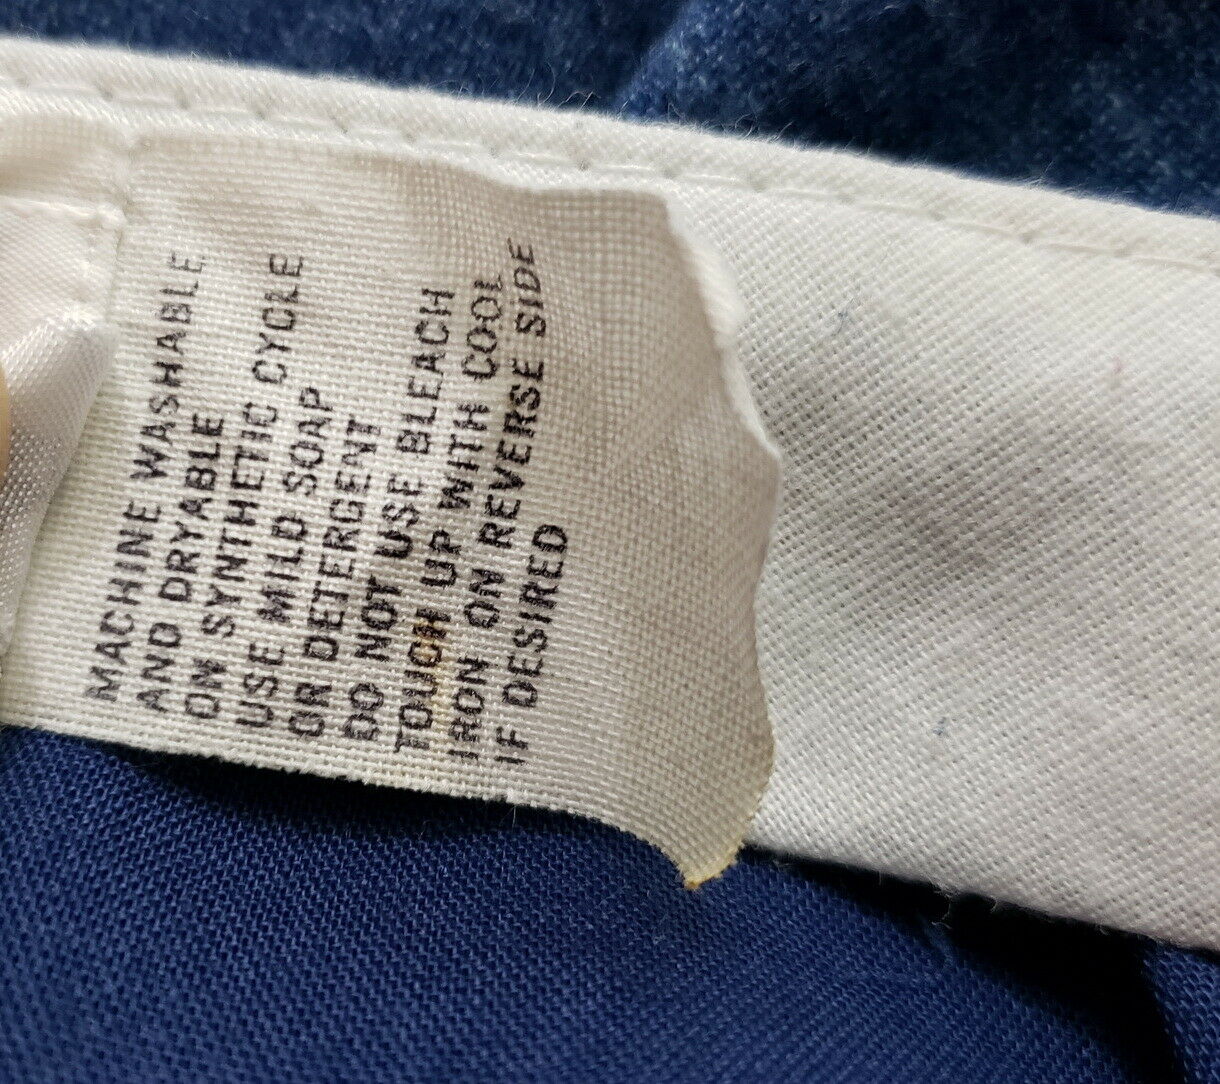 MACHINE WASHABLE
AND DRYABLE
ON SYNTHETIC CYCLE
USE MILD SOAP
OR DETERGENT
DO NOT USE BLEACH
TOUCH UP WITH COOL
IRON ON REVERSE SIDE
IF DESIRED